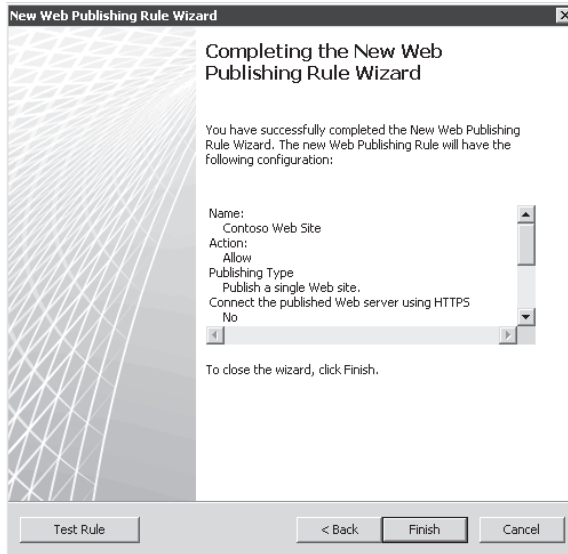 New Web Publishing Rule Wizard
Completing the New Web
Publishing Rule Wizard
You have successfully completed the New Web Publishing
Rule Wizard. The new Web Publishing Rule will have the
following configuration:
Name:
Contoso Web Site
Action:
Allow
Publishing Type
Publish a single Web site.
Connect the published Web server using HTTPS
No
To close the wizard, click Finish.
Test Rule
< Back
Finish
Cancel